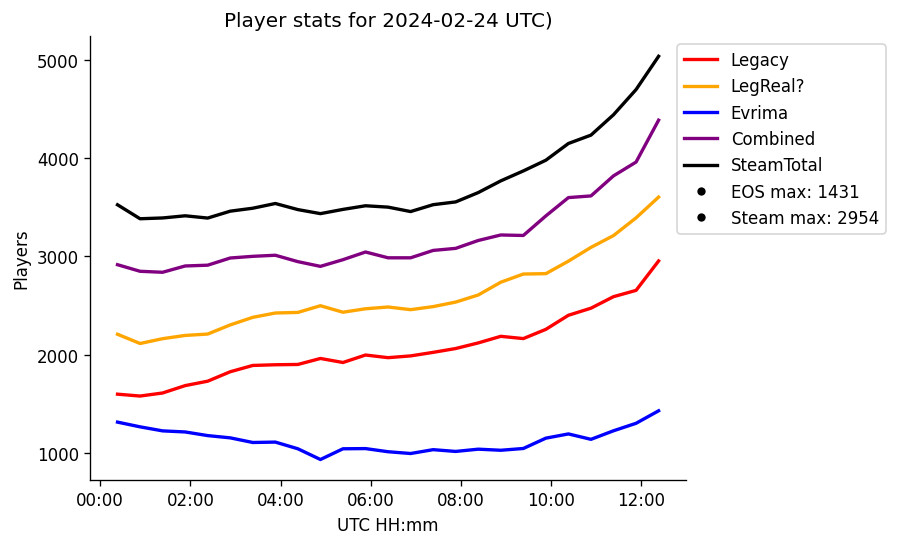 Player stats for 2024-02-24 UTC)
5000
4000
3000
2000
1000
Players
00:00 02:00 04:00 06:00 08:00 10:00 12:00
UTC HH:mm
Legacy
LegReal?
Evrima
Combined
SteamTotal
EOS max: 1431
Steam max: 2954